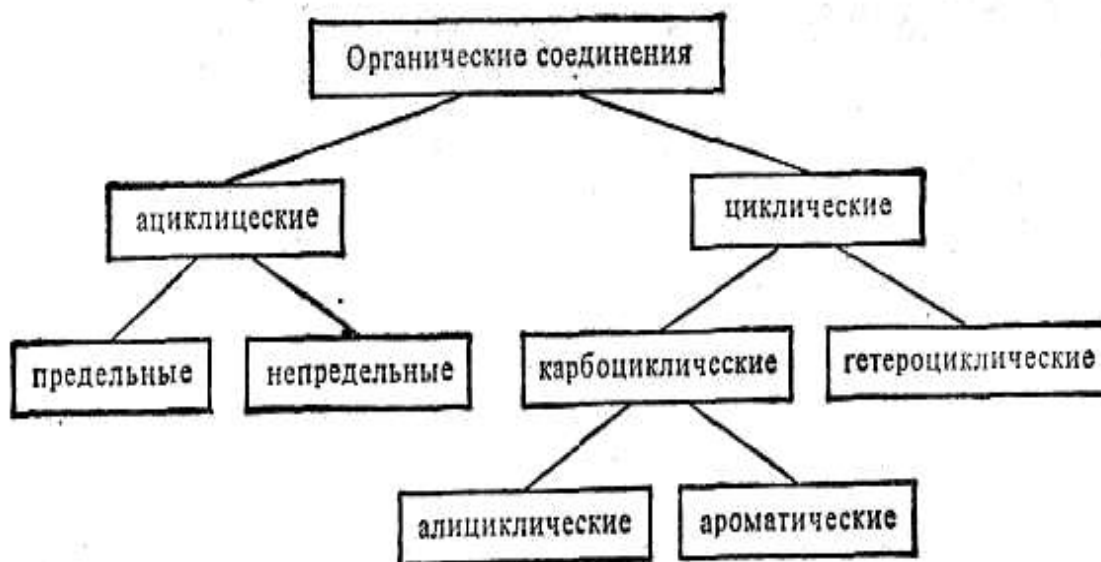 Органические соединения
ациклицеские
циклические
предельные
непредельные
карбоциклические
гетероциклические
алициклические
ароматические